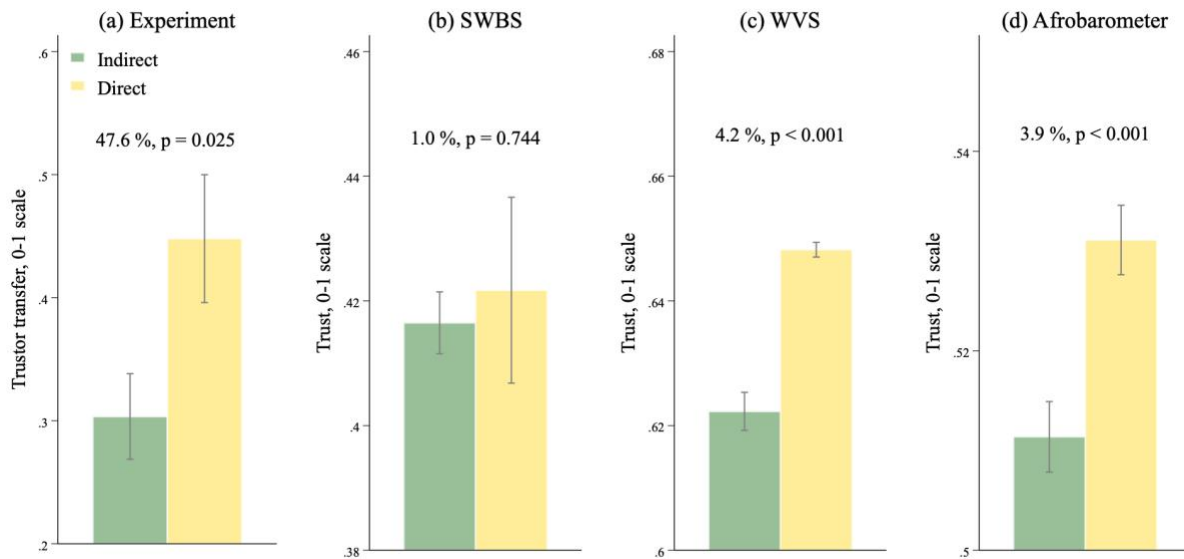 (a) Experiment
.6
Indirect
Direct
47.6 %, p = 0.025
.5
.4
.3
.2
Trustor transfer, 0-1 scale
(b) SWBS
.46
1.0 %, p = 0.744
.44
.42
.4
.38
Trust, 0-1 scale
(c) WVS
.68
4.2 %, p < 0.001
.66
.64
.62
.6
Trust, 0-1 scale
(d) Afrobarometer
3.9 %, p < 0.001
.54
.52
.5
Trust, 0-1 scale